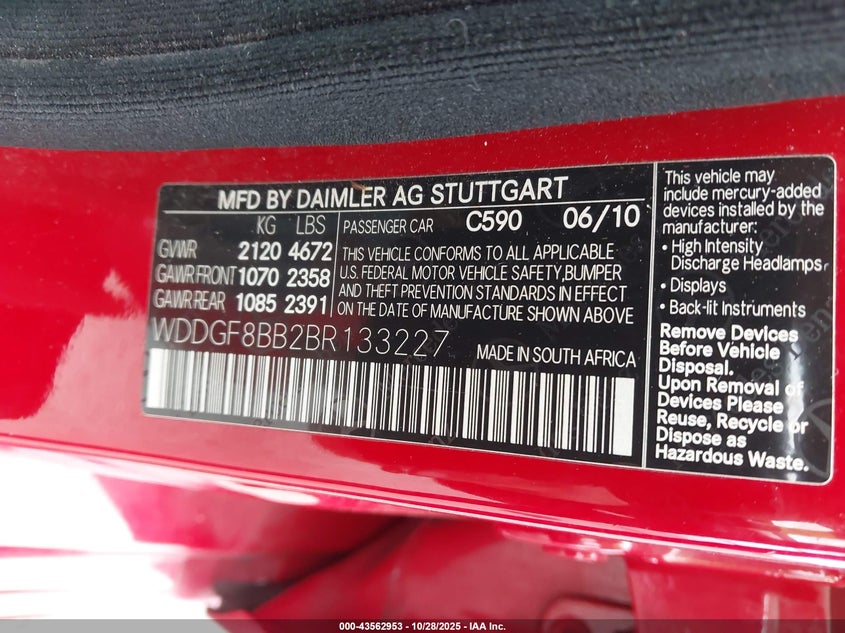 MFD BY DAIMLER AG STUTTGART
KG LBS
GVWR 2120 4672
GAWR FRONT 1070 2358
GAWR REAR 1085 2391
PASSENGER CAR C590 06/10
THIS VEHICLE CONFORMS TO ALL APPLICABLE
U.S. FEDERAL MOTOR VEHICLE SAFETY,BUMPER
AND THEFT PREVENTION STANDARDS IN EFFECT
ON THE DATE OF MANUFACTURE SHOWN ABOVE
WDDGF8BB2BR133227 MADE IN SOUTH AFRICA
This vehicle may
include mercury-added
devices installed by the
manufacturer:
• High Intensity
Discharge Headlamps,
• Displays
• Back-lit Instruments
Remove Devices
Before Vehicle
Disposal.
Upon Removal of
Devices Please
Reuse, Recycle or
Dispose as
Hazardous Waste.
000-43562953 | 10/28/2025 - IAA Inc.